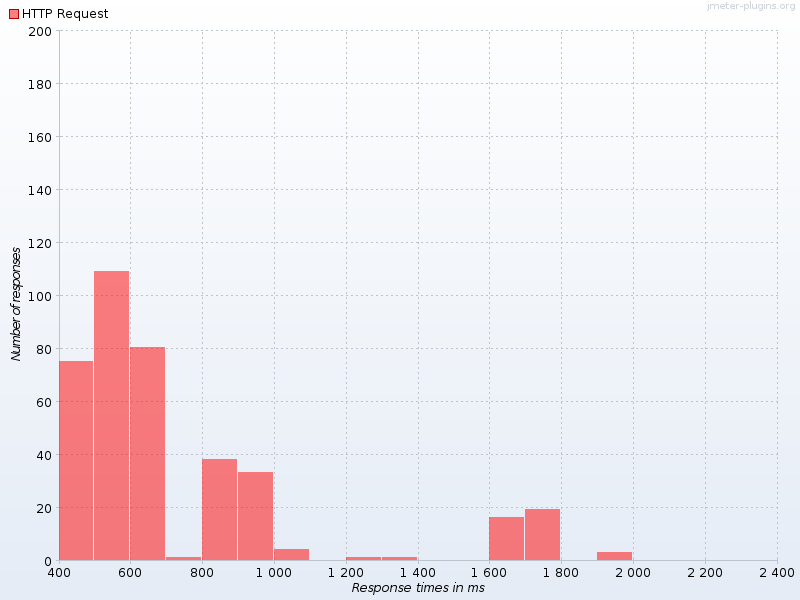 jmeter-plugins.org
HTTP Request
200
180
160
140
120
100
80
60
40
20
0
Number of responses
400 600 800 1 000 1 200 1 400 1 600 1 800 2 000 2 200 2 400
Response times in ms